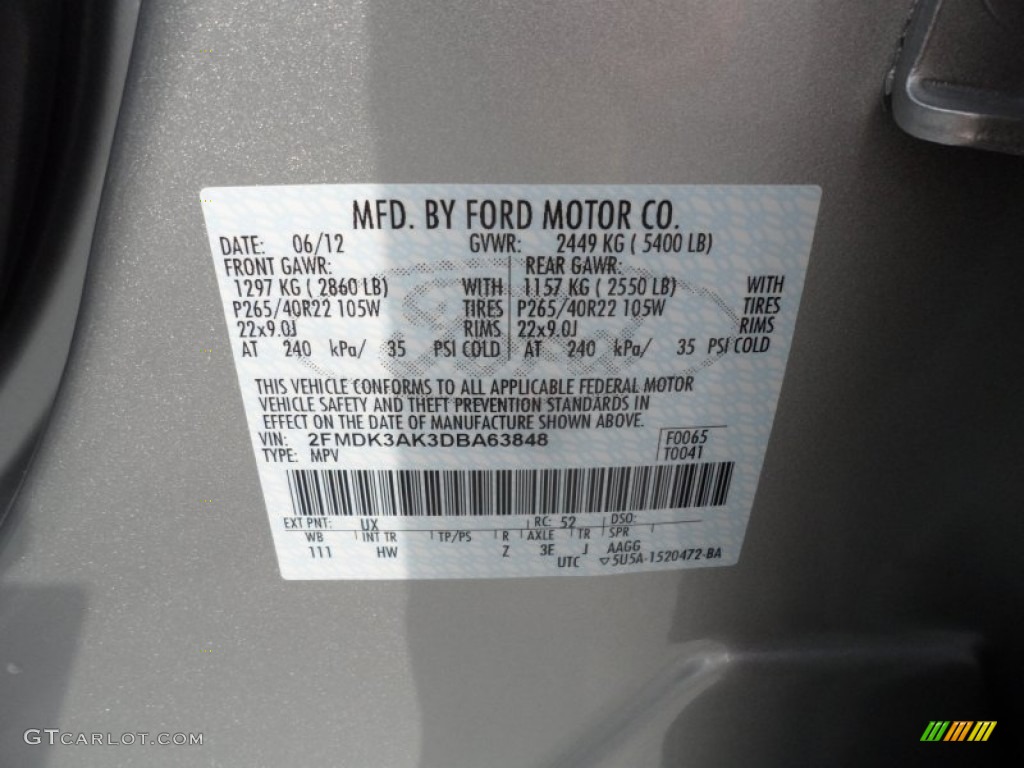 MFD. BY FORD MOTOR CO.
DATE: 06/12 GVWR: 2449 KG ( 5400 LB)
FRONT GAWR: REAR GAWR:
1297 KG ( 2860 LB) WITH 1157 KG ( 2550 LB) WITH
P265/40R22 105W TIRES P265/40R22 105W TIRES
22x9.0J RIMS 22x9.0J RIMS
AT 240 kPa/ 35 PSI COLD AT 240 kPa/ 35 PSI COLD
THIS VEHICLE CONFORMS TO ALL APPLICABLE FEDERAL MOTOR
VEHICLE SAFETY AND THEFT PREVENTION STANDARDS IN
EFFECT ON THE DATE OF MANUFACTURE SHOWN ABOVE.
VIN: 2FMDK3AK3DBA63848 F0065
TYPE: MPV T0041
EXT PNT: UX RC: 52 DSO:
WB INT TR TP/PS R AXLE TR SPR
111 HW Z 3E J AAGG
UTC ▽5U5A-1520472-BA
GTCARLOT.COM